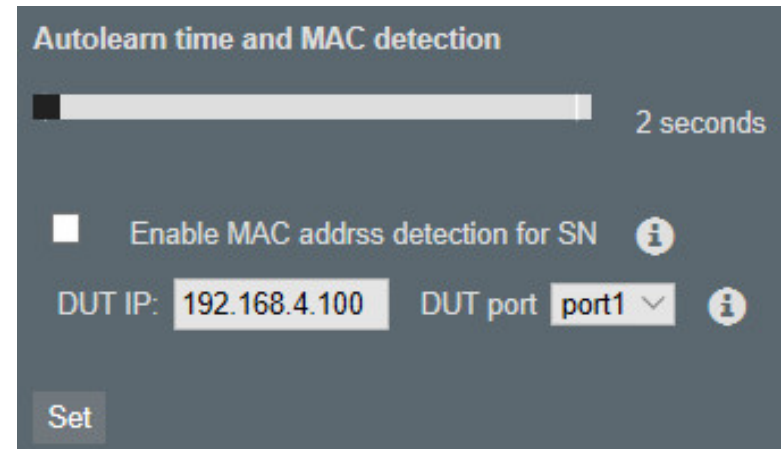 Autolearn time and MAC detection
2 seconds
Enable MAC addrss detection for SN
DUT IP: 192.168.4.100 DUT port port1
Set